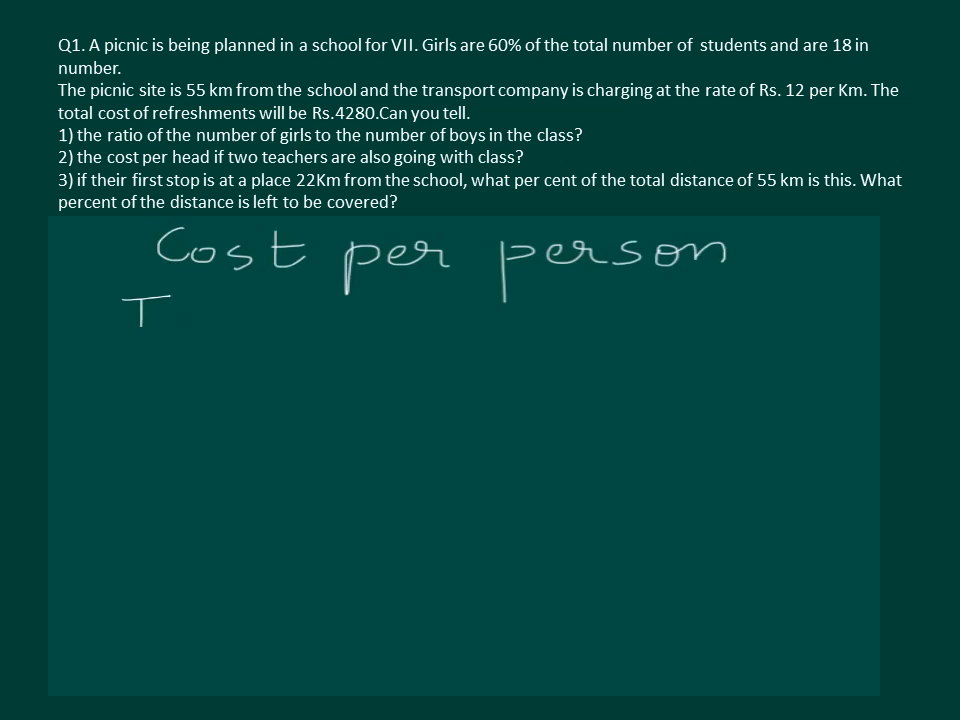 Q1. A picnic is being planned in a school for VII. Girls are 60% of the total number of students and are 18 in
number.
The picnic site is 55 km from the school and the transport company is charging at the rate of Rs. 12 per Km. The
total cost of refreshments will be Rs.4280.Can you tell.
1) the ratio of the number of girls to the number of boys in the class?
2) the cost per head if two teachers are also going with class?
3) if their first stop is at a place 22Km from the school, what per cent of the total distance of 55 km is this. What
percent of the distance is left to be covered?
Cost per person
T